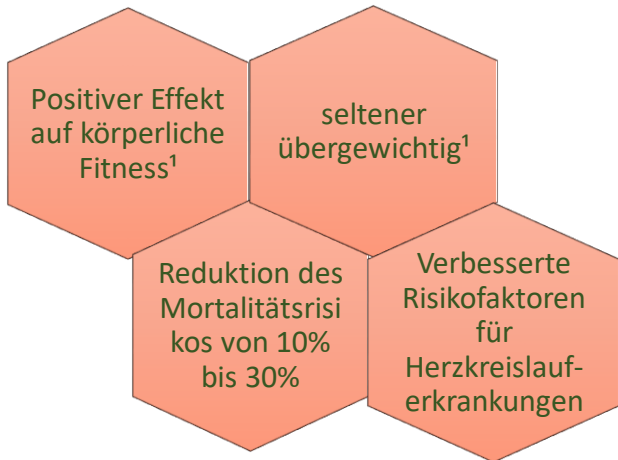 Positiver Effekt
auf körperliche
Fitness¹
seltener
übergewichtig¹
Reduktion des
Mortalitätsrisi
kos von 10%
bis 30%
Verbesserte
Risikofaktoren
für
Herzkreislauf-
erkrankungen